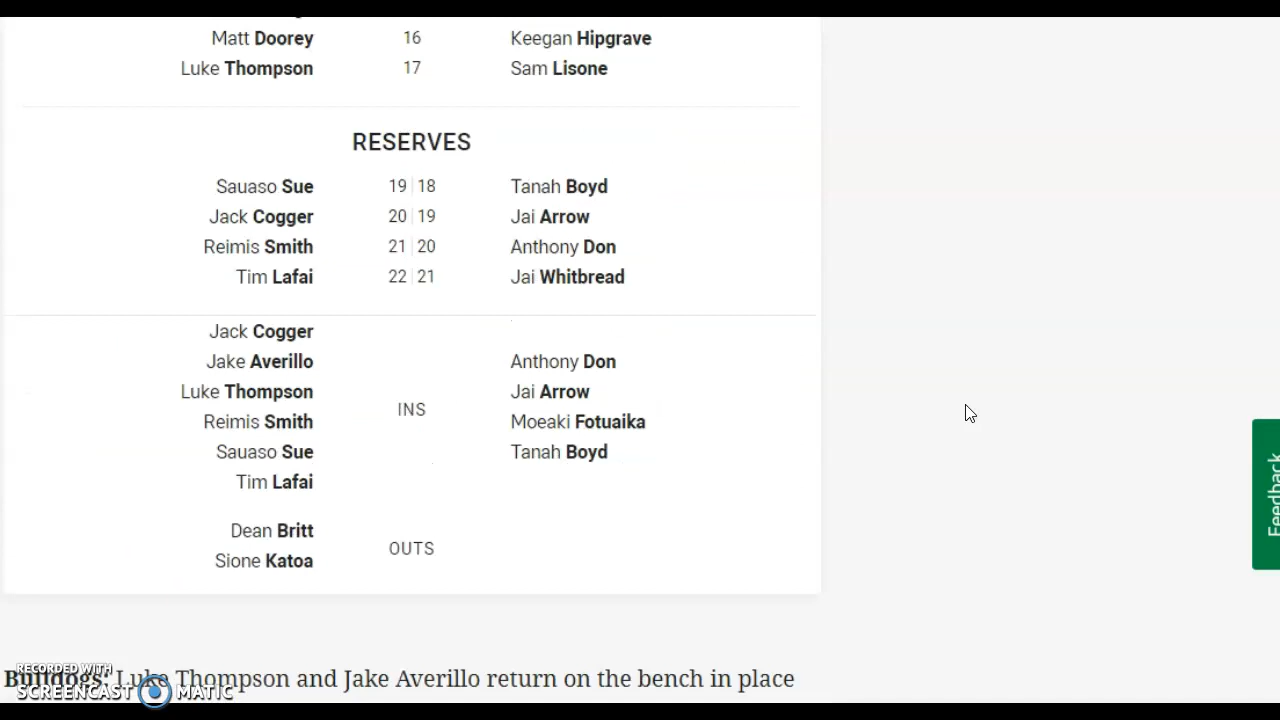 Matt Doorey 16 Keegan Hipgrave
Luke Thompson 17 Sam Lisone
RESERVES
Sauaso Sue 19 18 Tanah Boyd
Jack Cogger 20 19 Jai Arrow
Reimis Smith 21 20 Anthony Don
Tim Lafai 22 21 Jai Whitbread
Jack Cogger
Jake Averillo Anthony Don
Luke Thompson Jai Arrow
INS
Reimis Smith Moeaki Fotuaika
Sauaso Sue Tanah Boyd
Tim Lafai
Dean Britt
OUTS
Sione Katoa
Feedback
Bulldogs: Luke Thompson and Jake Averillo return on the bench in place
RECORDED WITH
SCREENCAST MATIC